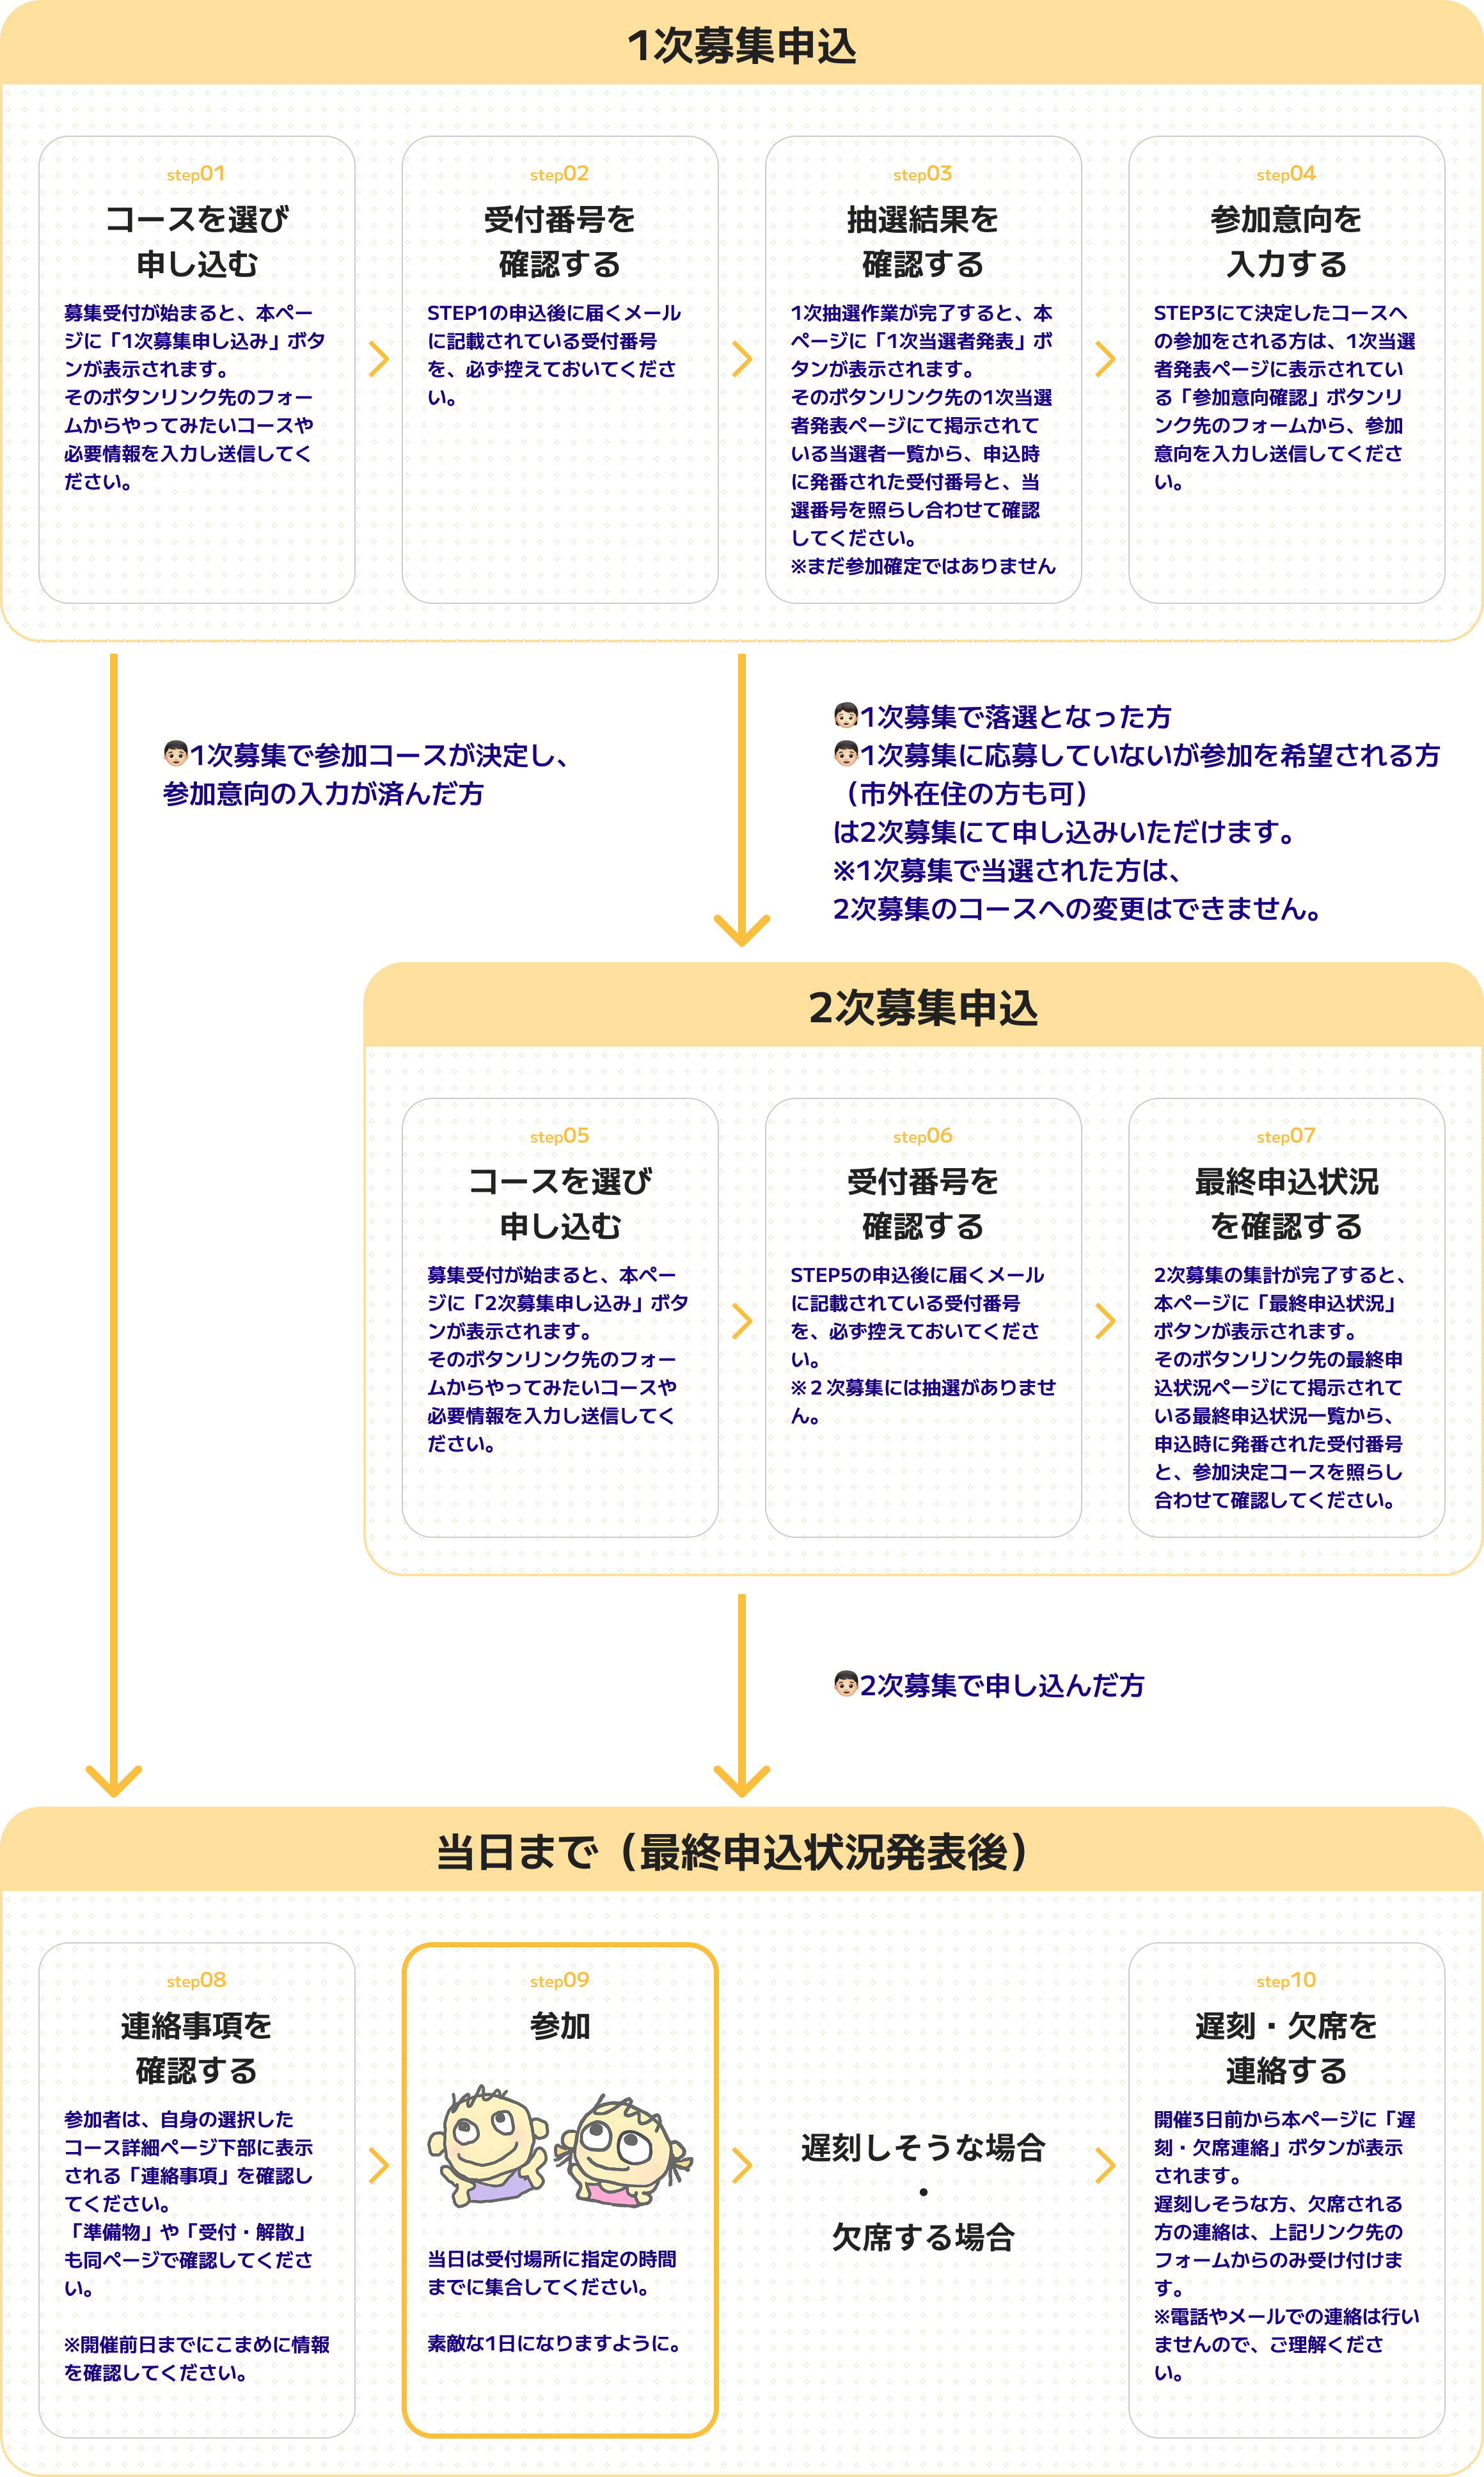 1次募集申込
step01
コースを選び
申し込む
募集受付が始まると、本ペー
ジに「1次募集申し込み」ボタ
ンが表示されます。
そのボタンリンク先のフォー
ムからやってみたいコースや
必要情報を入力し送信してく
ださい。
step02
受付番号を
確認する
STEP1の申込後に届くメール
に記載されている受付番号
を、必ず控えておいてくださ
い。
step03
抽選結果を
確認する
1次抽選作業が完了すると、本
ページに「1次当選者発表」ボ
タンが表示されます。
そのボタンリンク先の1次当選
者発表ページにて掲示されて
いる当選者一覧から、申込時
に発番された受付番号と、当
選番号を照らし合わせて確認
してください。
※まだ参加確定ではありません
step04
参加意向を
入力する
STEP3にて決定したコースへ
の参加をされる方は、1次当選
者発表ページに表示されてい
る「参加意向確認」ボタンリ
ンク先のフォームから、参加
意向を入力し送信してくださ
い。
1次募集で参加コースが決定し、
参加意向の入力が済んだ方
1次募集で落選となった方
1次募集に応募していないが参加を希望される方
（市外在住の方も可）
は2次募集にて申し込みいただけます。
※1次募集で当選された方は、
2次募集のコースへの変更はできません。
2次募集申込
step05
コースを選び
申し込む
募集受付が始まると、本ペー
ジに「2次募集申し込み」ボタ
ンが表示されます。
そのボタンリンク先のフォー
ムからやってみたいコースや
必要情報を入力し送信してく
ださい。
step06
受付番号を
確認する
STEP5の申込後に届くメール
に記載されている受付番号
を、必ず控えておいてくださ
い。
※２次募集には抽選がありませ
ん。
step07
最終申込状況
を確認する
2次募集の集計が完了すると、
本ページに「最終申込状況」
ボタンが表示されます。
そのボタンリンク先の最終申
込状況ページにて掲示されて
いる最終申込状況一覧から、
申込時に発番された受付番号
と、参加決定コースを照らし
合わせて確認してください。
2次募集で申し込んだ方
当日まで（最終申込状況発表後）
step08
連絡事項を
確認する
参加者は、自身の選択した
コース詳細ページ下部に表示
される「連絡事項」を確認し
てください。
「準備物」や「受付・解散」
も同ページで確認してくださ
い。
※開催前日までにこまめに情報
を確認してください。
step09
参加
当日は受付場所に指定の時間
までに集合してください。
素敵な1日になりますように。
遅刻しそうな場合
・
欠席する場合
step10
遅刻・欠席を
連絡する
開催3日前から本ページに「遅
刻・欠席連絡」ボタンが表示
されます。
遅刻しそうな方、欠席される
方の連絡は、上記リンク先の
フォームからのみ受け付けま
す。
※電話やメールでの連絡は行い
ませんので、ご理解くださ
い。